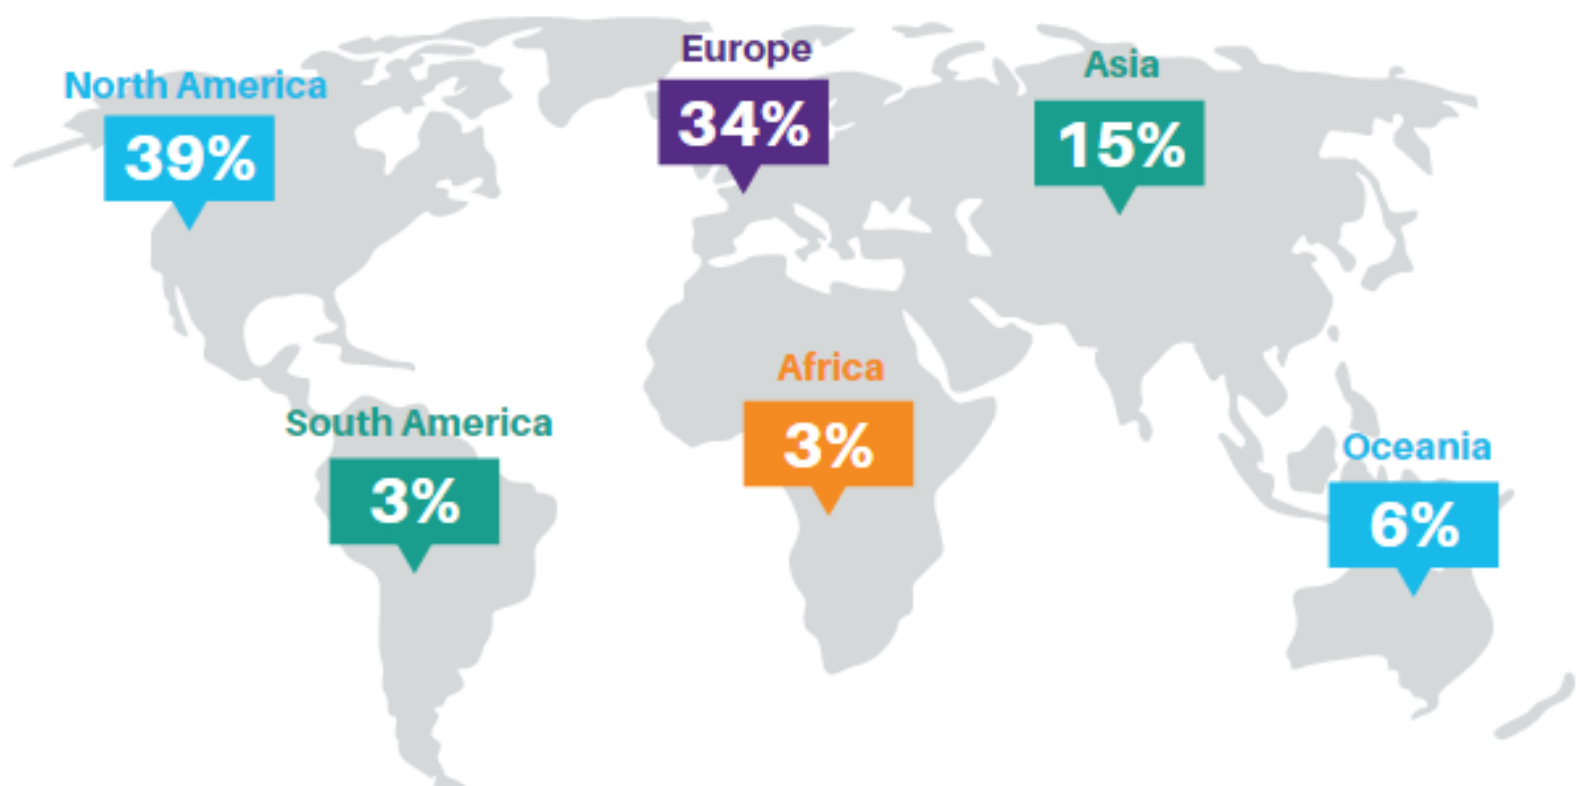 North America
39%
Europe
34%
Asia
15%
South America
3%
Africa
3%
Oceania
6%